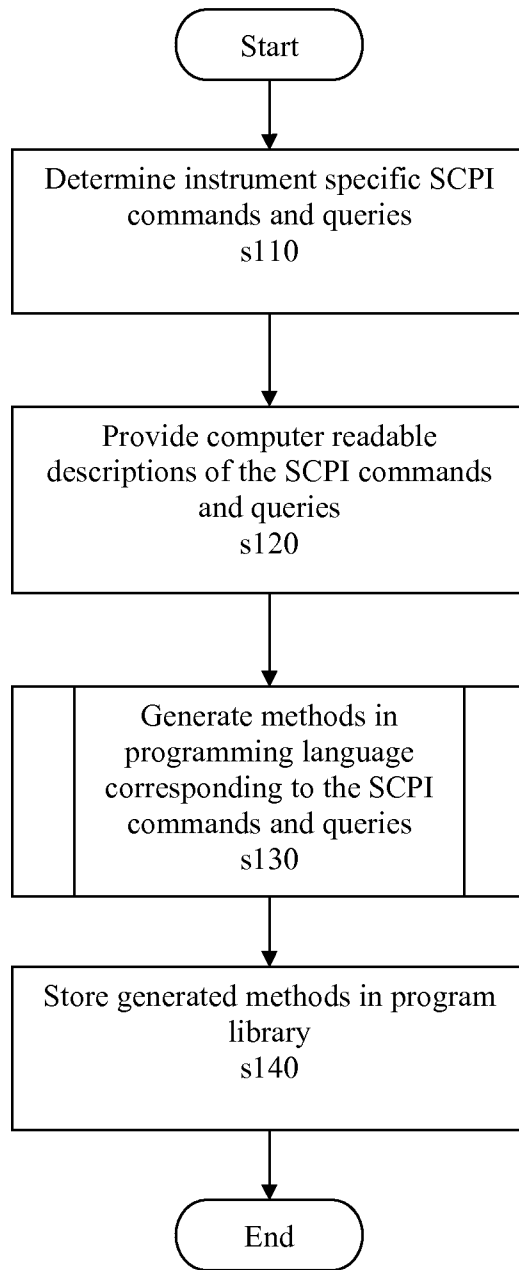 Start
Determine instrument specific SCPI
commands and queries
s110
Provide computer readable
descriptions of the SCPI commands
and queries
s120
Generate methods in
programming language
corresponding to the SCPI
commands and queries
s130
Store generated methods in program
library
s140
End